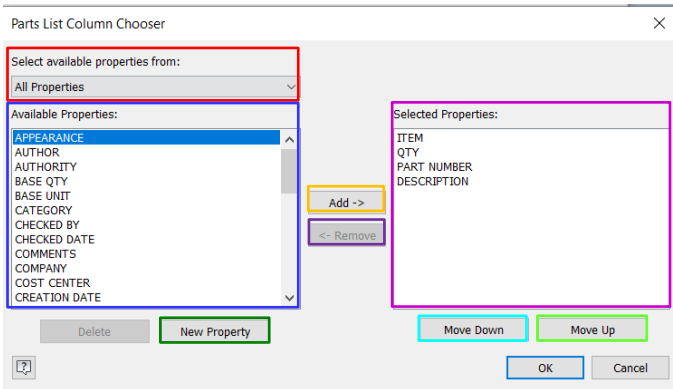 Parts List Column Chooser
Select available properties from:
All Properties
Available Properties:
APPEARANCE
AUTHOR
AUTHORITY
BASE QTY
BASE UNIT
CATEGORY
CHECKED BY
CHECKED DATE
COMMENTS
COMPANY
COST CENTER
CREATION DATE
Add ->
<- Remove
Selected Properties:
ITEM
QTY
PART NUMBER
DESCRIPTION
Delete
New Property
Move Down
Move Up
?
OK
Cancel